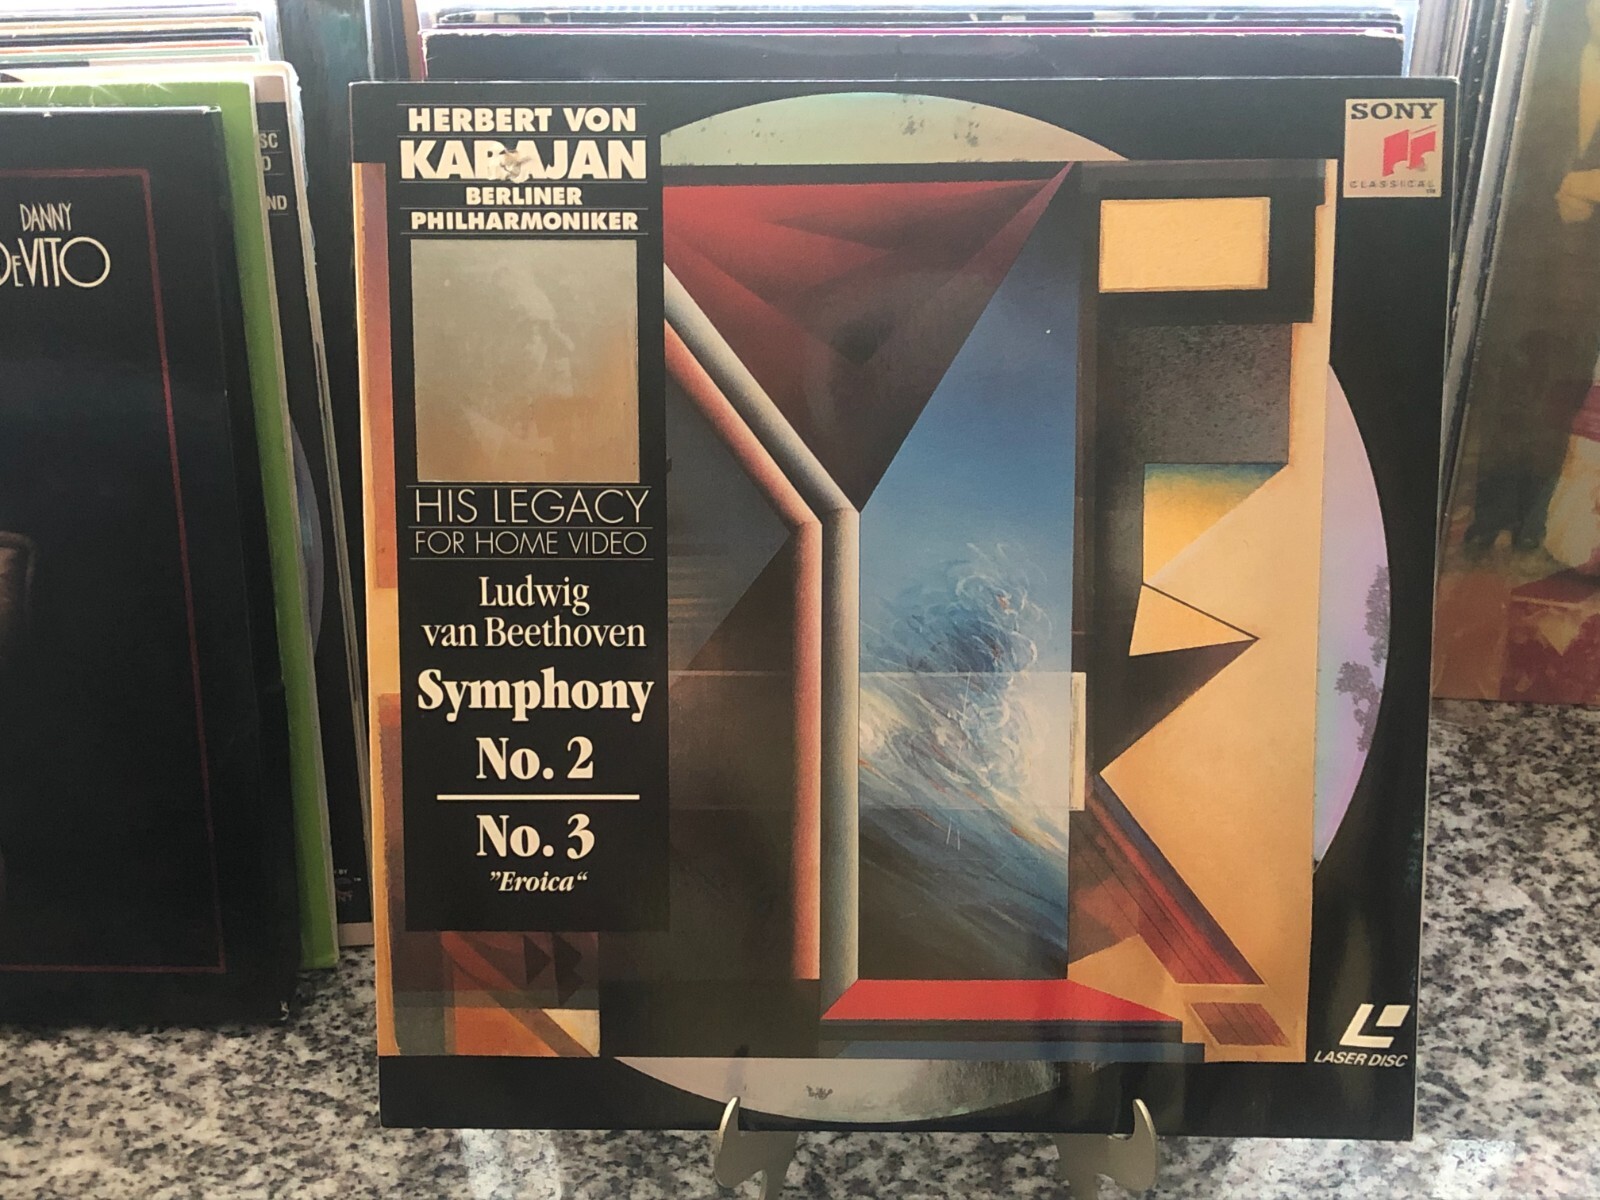 HERBERT VON
KARAJAN
BERLINER
PHILHARMONIKER
HIS LEGACY
FOR HOME VIDEO
Ludwig
van Beethoven
Symphony
No. 2
No. 3
"Eroica"
SONY
CLASSICAL
LASER DISC
DANNY
DEVITO